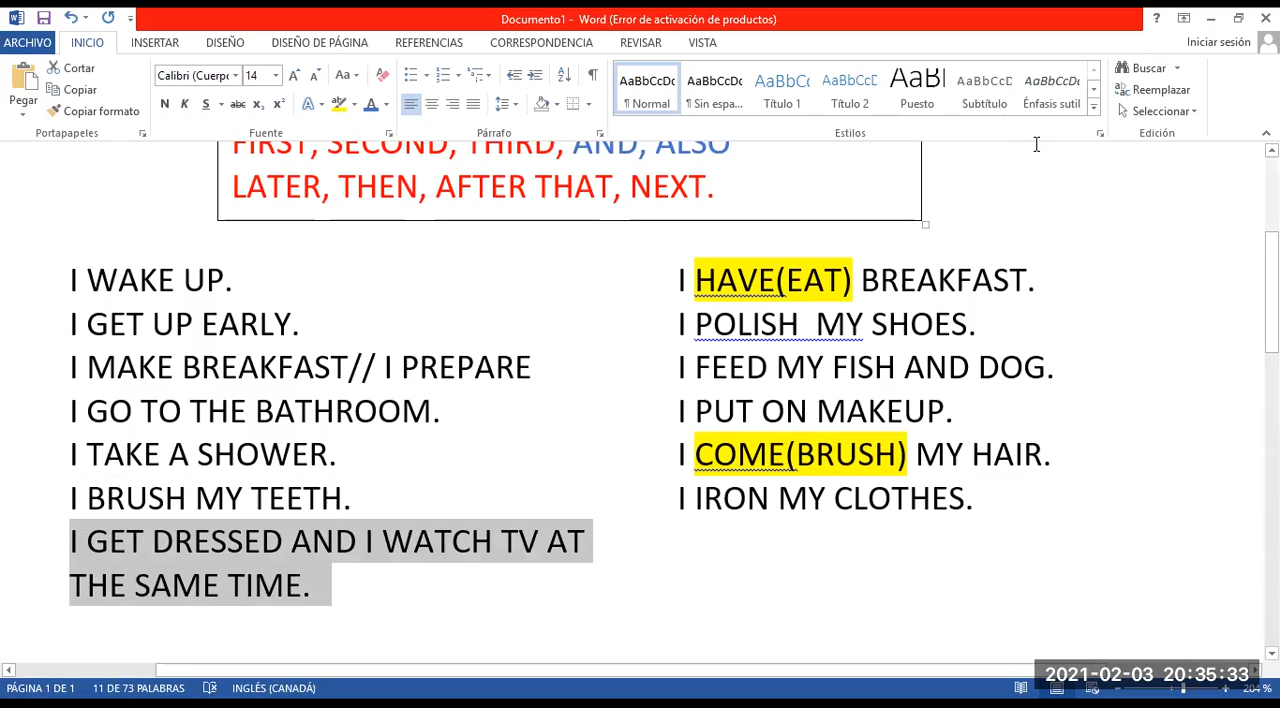 Documento1 - Word (Error de activación de productos)
ARCHIVO INICIO INSERTAR DISEÑO DISEÑO DE PÁGINA REFERENCIAS CORRESPONDENCIA REVISAR VISTA Iniciar sesión
Pegar
Cortar
Copiar
Copiar formato
Portapapeles
Calibri (Cuerpo 14
N K S abc x₂ x²
Fuente
Párrafo
AaBbCcDc AaBbCcDc AaBbCc AaBbCcD AaBl AaBbCcD AaBbCcDc
¶ Normal ¶ Sin espa... Título 1 Título 2 Puesto Subtítulo Énfasis sutil
Estilos
Buscar
Reemplazar
Seleccionar
Edición
FIRST, SECOND, THIRD, AND, ALSO
LATER, THEN, AFTER THAT, NEXT.
I WAKE UP.
I GET UP EARLY.
I MAKE BREAKFAST// I PREPARE
I GO TO THE BATHROOM.
I TAKE A SHOWER.
I BRUSH MY TEETH.
I GET DRESSED AND I WATCH TV AT
THE SAME TIME.
I HAVE(EAT) BREAKFAST.
I POLISH  MY SHOES.
I FEED MY FISH AND DOG.
I PUT ON MAKEUP.
I COME(BRUSH) MY HAIR.
I IRON MY CLOTHES.
2021-02-03 20:35:33
PÁGINA 1 DE 1 11 DE 73 PALABRAS INGLÉS (CANADÁ) 204 %